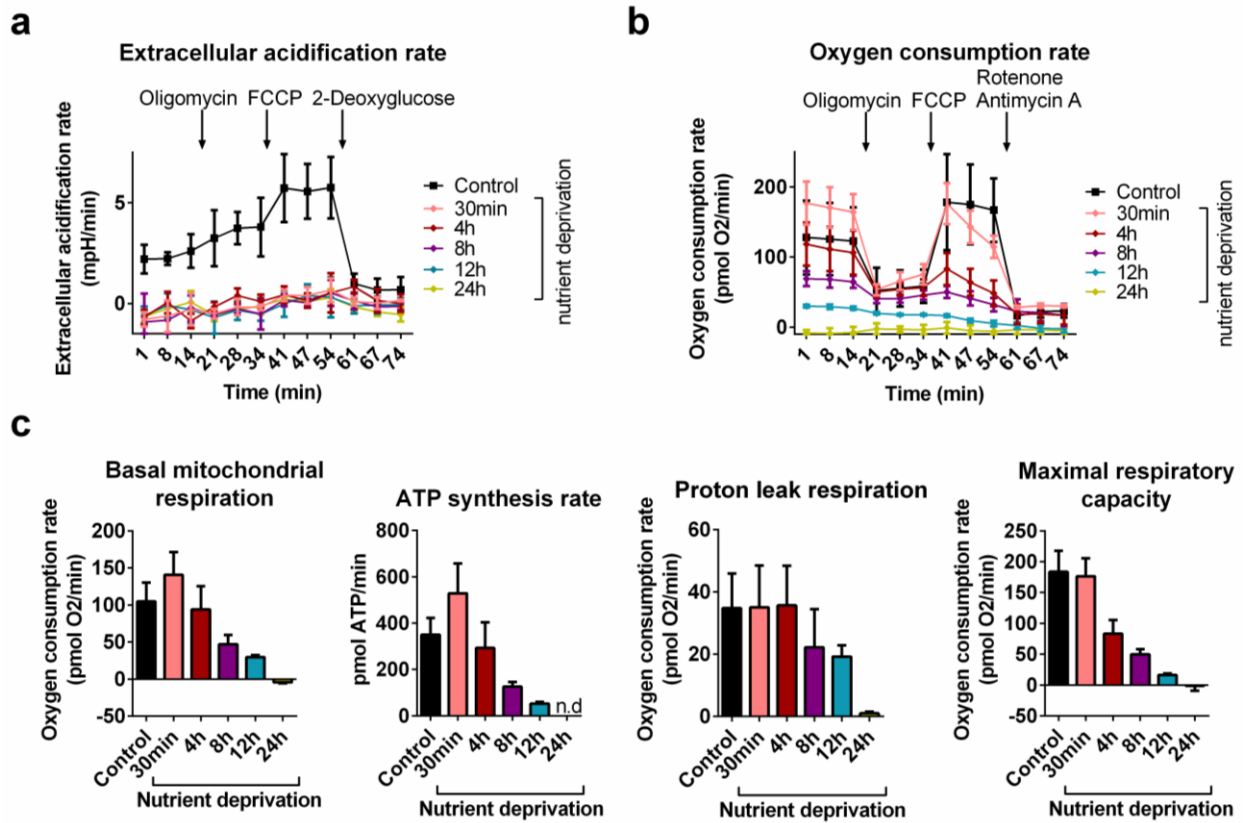 a
Extracellular acidification rate
Oligomycin FCCP 2-Deoxyglucose
Extracellular acidification rate
(mpH/min)
5
0
1 8 14 21 28 34 41 47 54 61 67 74
Time (min)
Control
30min
4h
8h
12h
24h
nutrient deprivation
b
Oxygen consumption rate
Rotenone
Oligomycin FCCP Antimycin A
Oxygen consumption rate
(pmol O2/min)
200
100
0
1 8 14 21 28 34 41 47 54 61 67 74
Time (min)
Control
30min
4h
8h
12h
24h
nutrient deprivation
c
Basal mitochondrial
respiration
Oxygen consumption rate
(pmol O2/min)
200
150
100
50
0
-50
Control 30min 4h 8h 12h 24h
Nutrient deprivation
ATP synthesis rate
pmol ATP/min
800
600
400
200
0
n.d
Control 30min 4h 8h 12h 24h
Nutrient deprivation
Proton leak respiration
Oxygen consumption rate
(pmol O2/min)
60
40
20
0
Control 30min 4h 8h 12h 24h
Nutrient deprivation
Maximal respiratory
capacity
Oxygen consumption rate
(pmol O2/min)
250
200
150
100
50
0
-50
Control 30min 4h 8h 12h 24h
Nutrient deprivation